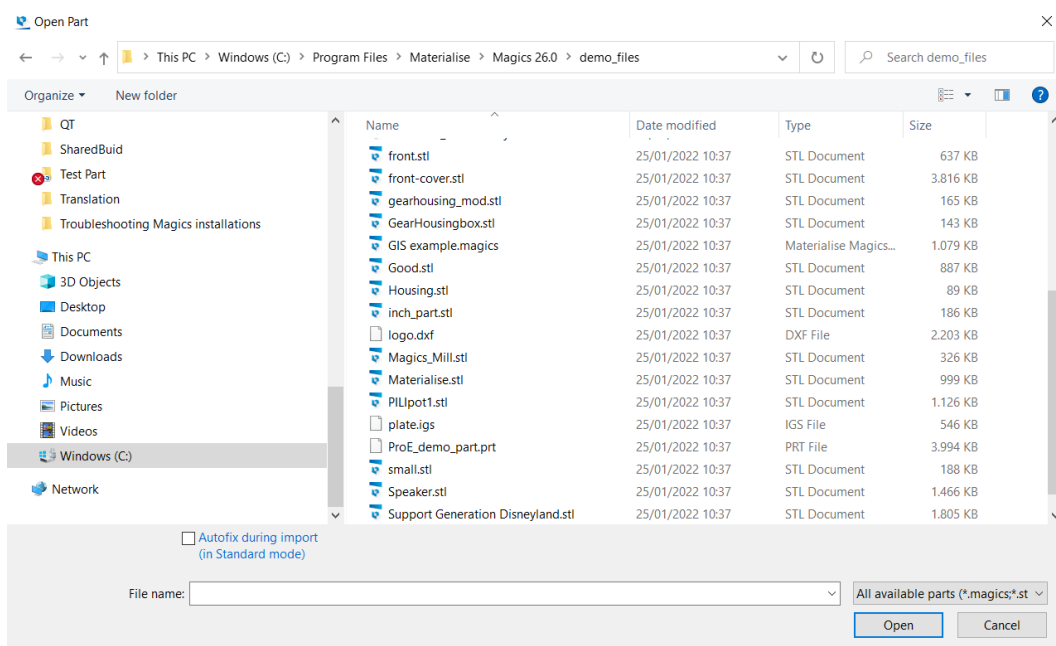 Open Part
This PC > Windows (C:) > Program Files > Materialise > Magics 26.0 > demo_files
Search demo_files
Organize
New folder
QT
SharedBuid
Test Part
Translation
Troubleshooting Magics installations
This PC
3D Objects
Desktop
Documents
Downloads
Music
Pictures
Videos
Windows (C:)
Network
Name Date modified Type Size
front.stl 25/01/2022 10:37 STL Document 637 KB
front-cover.stl 25/01/2022 10:37 STL Document 3.816 KB
gearhousing_mod.stl 25/01/2022 10:37 STL Document 165 KB
GearHousingbox.stl 25/01/2022 10:37 STL Document 143 KB
GIS example.magics 25/01/2022 10:37 Materialise Magics... 1.079 KB
Good.stl 25/01/2022 10:37 STL Document 887 KB
Housing.stl 25/01/2022 10:37 STL Document 89 KB
inch_part.stl 25/01/2022 10:37 STL Document 186 KB
logo.dxf 25/01/2022 10:37 DXF File 2.203 KB
Magics_Mill.stl 25/01/2022 10:37 STL Document 326 KB
Materialise.stl 25/01/2022 10:37 STL Document 999 KB
PILIpot1.stl 25/01/2022 10:37 STL Document 1.126 KB
plate.igs 25/01/2022 10:37 IGS File 546 KB
ProE_demo_part.prt 25/01/2022 10:37 PRT File 3.994 KB
small.stl 25/01/2022 10:37 STL Document 188 KB
Speaker.stl 25/01/2022 10:37 STL Document 1.466 KB
Support Generation Disneyland.stl 25/01/2022 10:37 STL Document 1.805 KB
Autofix during import
(in Standard mode)
File name:
All available parts (*.magics;*.st
Open
Cancel